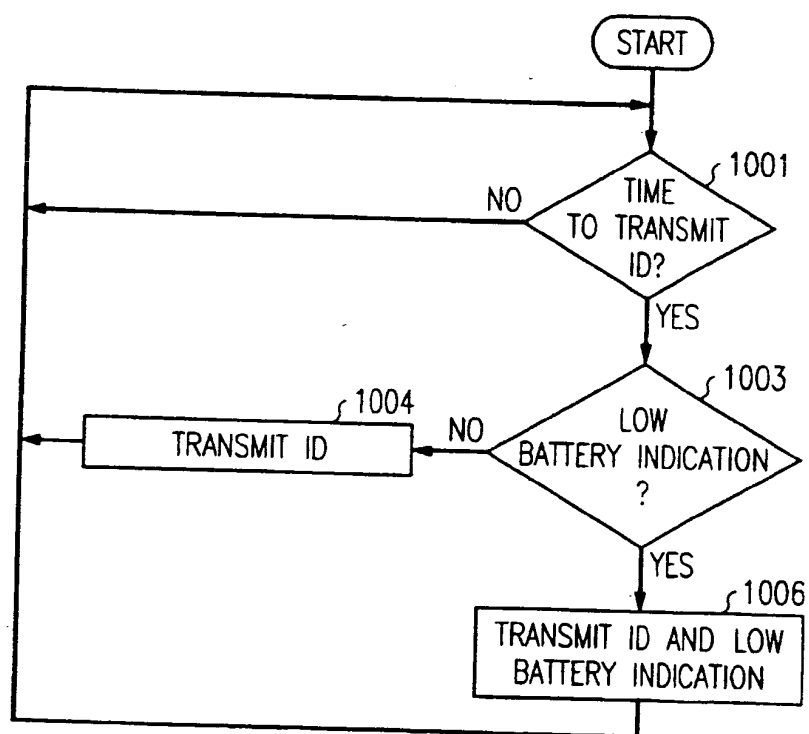 START
1001
TIME
TO TRANSMIT
ID?
NO
YES
1003
LOW
BATTERY INDICATION
?
NO
1004
TRANSMIT ID
YES
1006
TRANSMIT ID AND LOW
BATTERY INDICATION